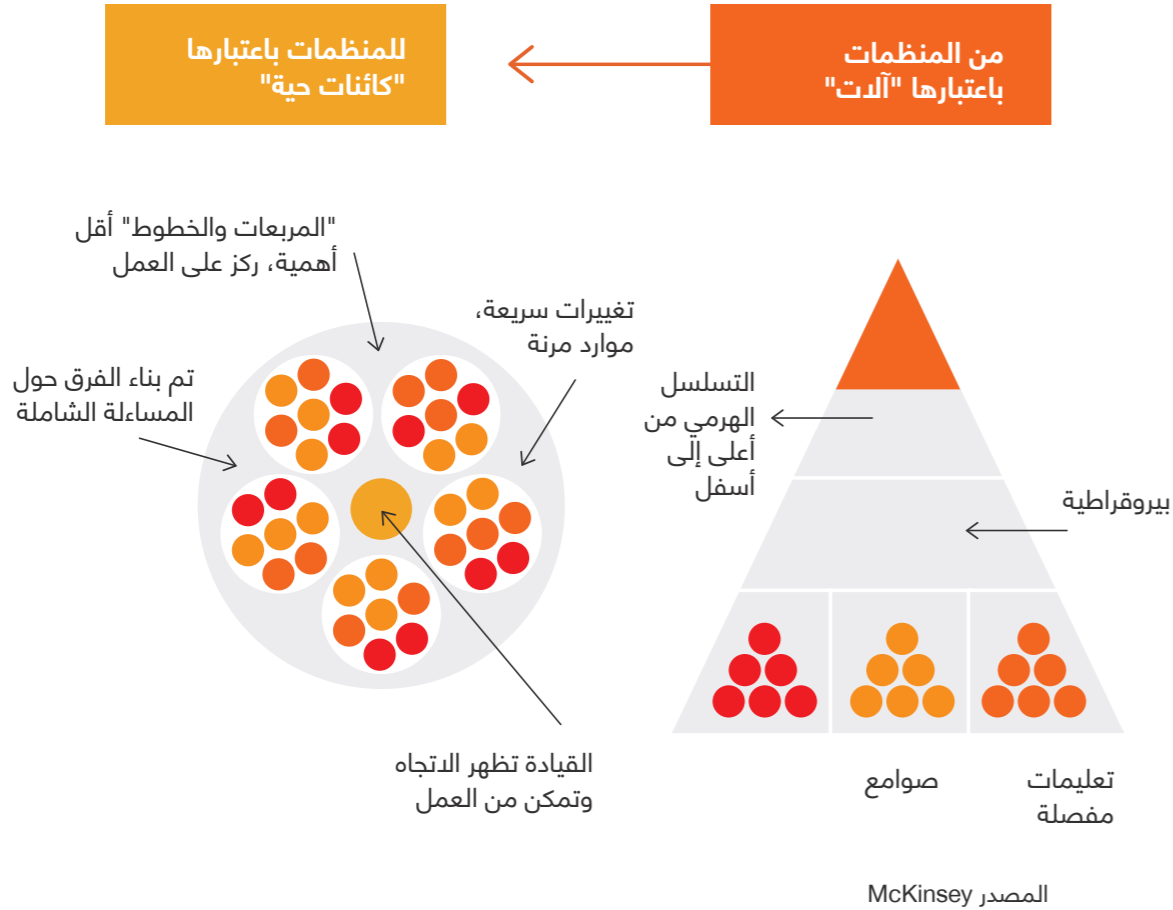 من المنظمات
باعتبارها "آلات"
للمنظمات باعتبارها
"كائنات حية"
"المربعات والخطوط" أقل
أهمية، ركز على العمل
تغييرات سريعة،
موارد مرنة
تم بناء الفرق حول
المساءلة الشاملة
القيادة تظهر الاتجاه
وتمكن من العمل
التسلسل
الهرمي من
أعلى إلى
أسفل
بيروقراطية
تعليمات
مفصلة
صوامع
المصدر McKinsey